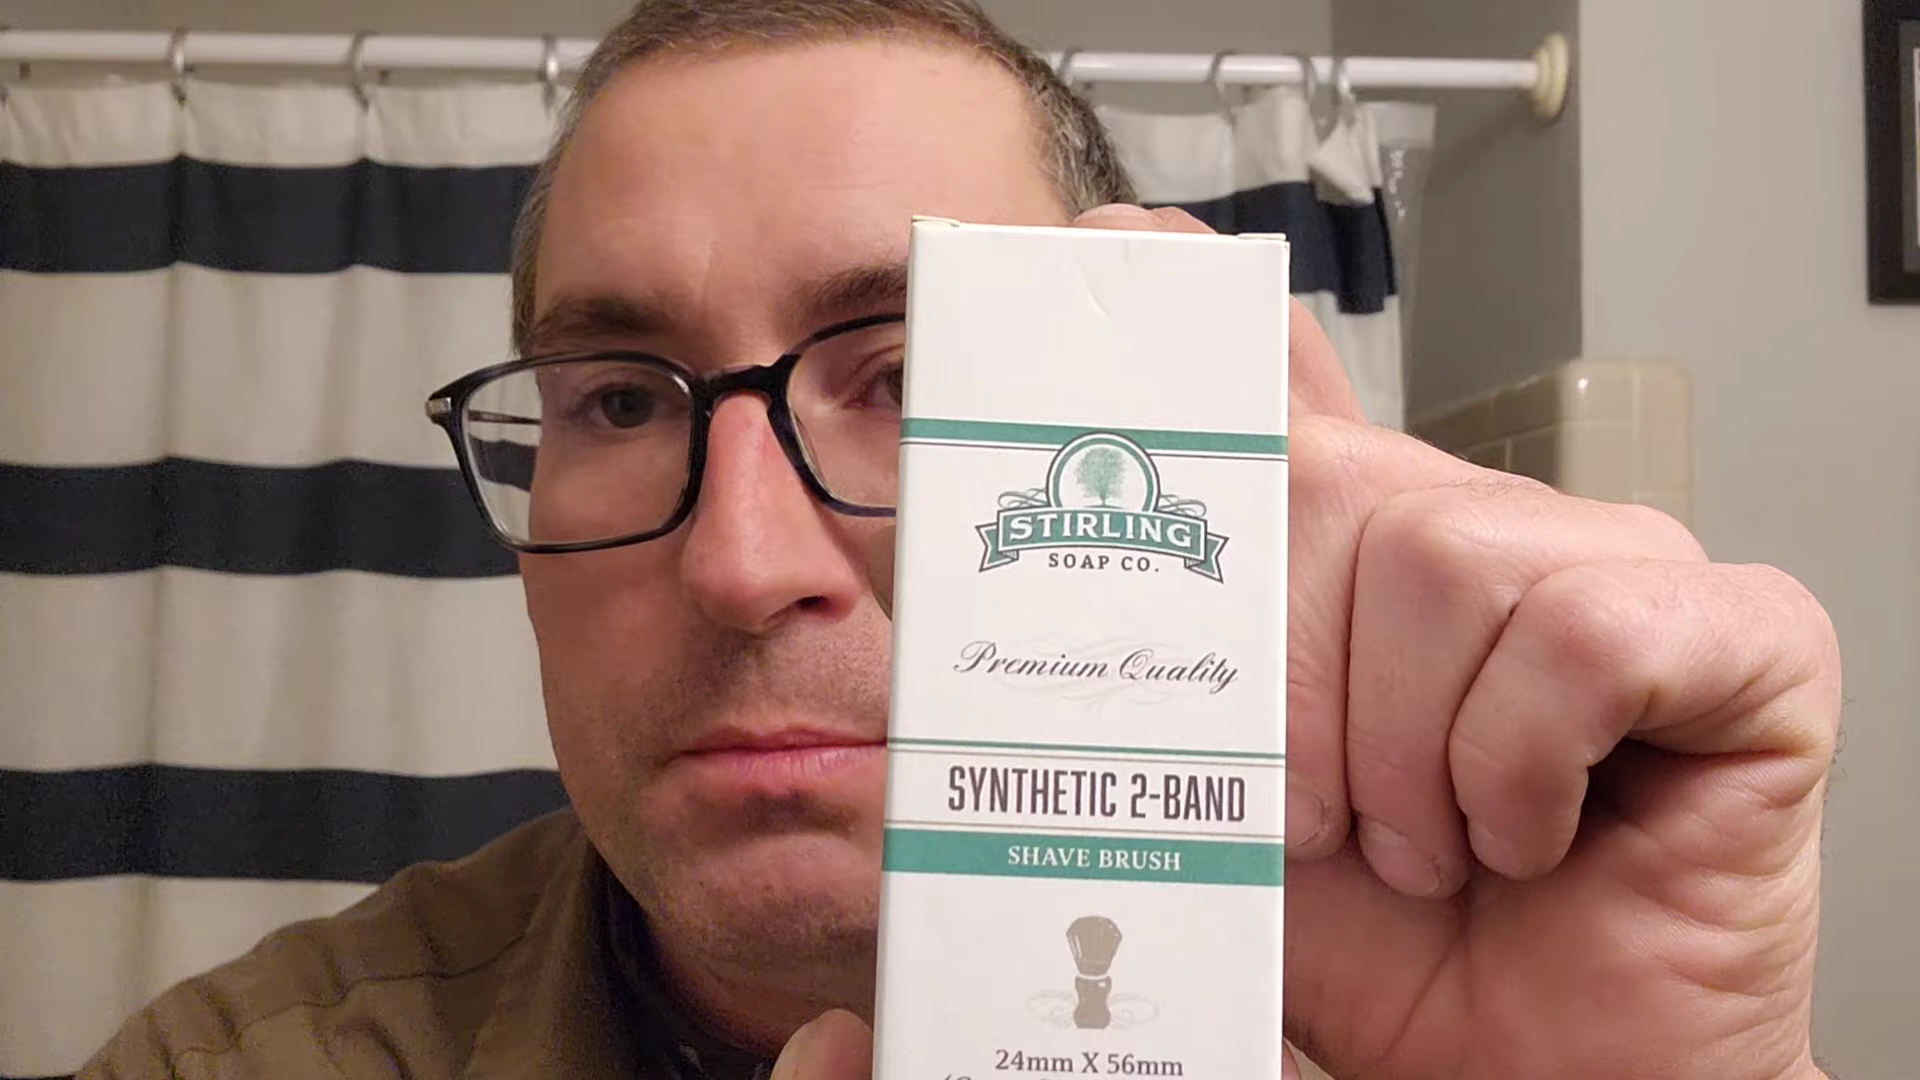 STIRLING
SOAP CO.
Premium Quality
SYNTHETIC 2-BAND
SHAVE BRUSH
24mm X 56mm